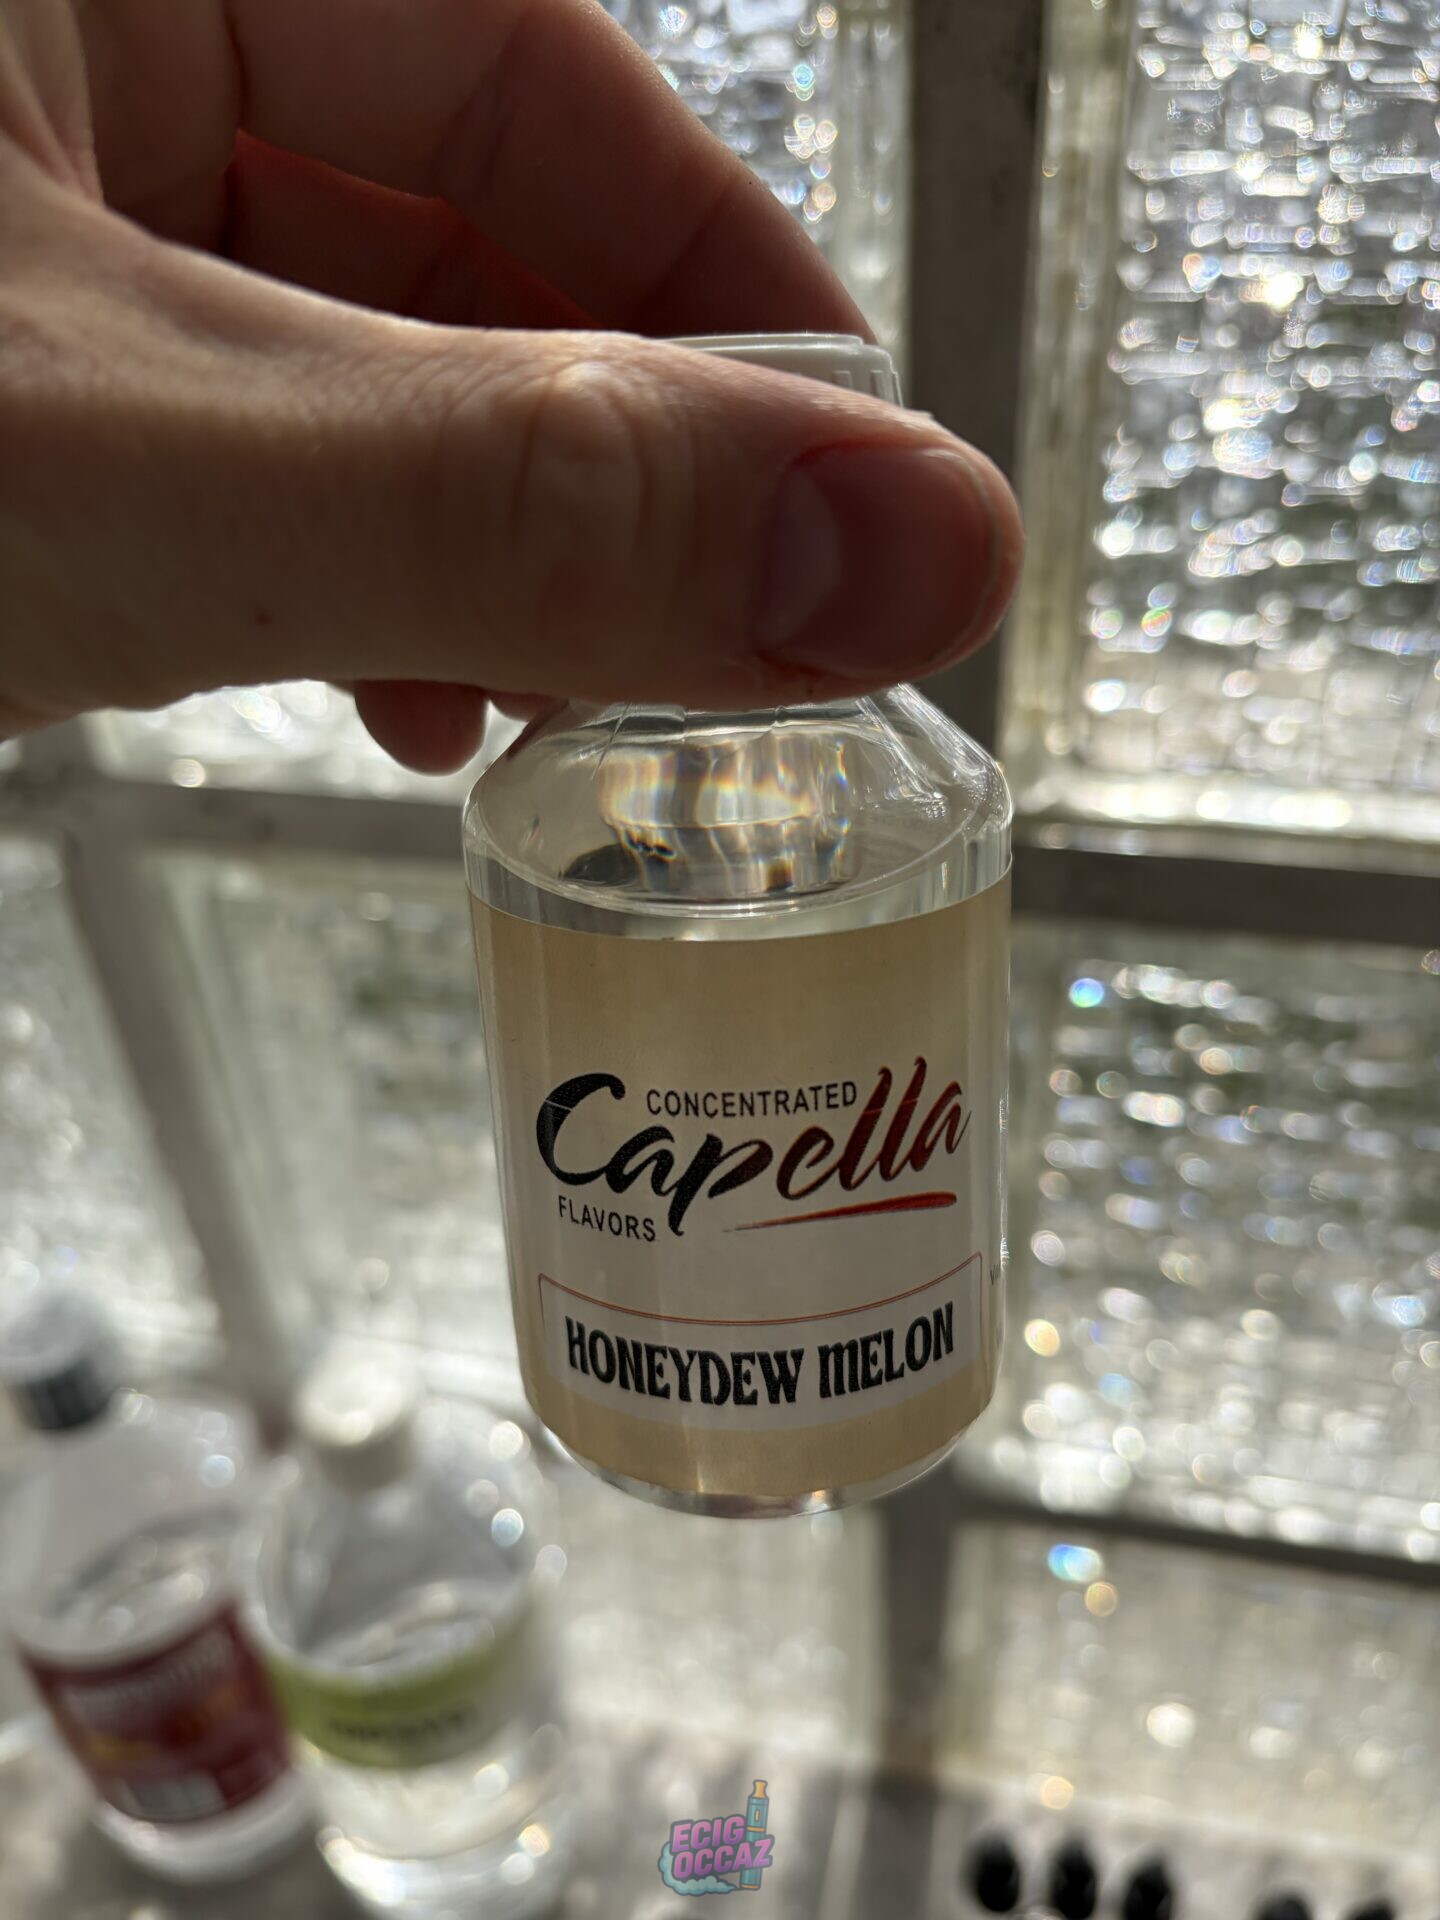 CONCENTRATED
Capella
FLAVORS
HONEYDEW MELON
ECIG
OCCAZ